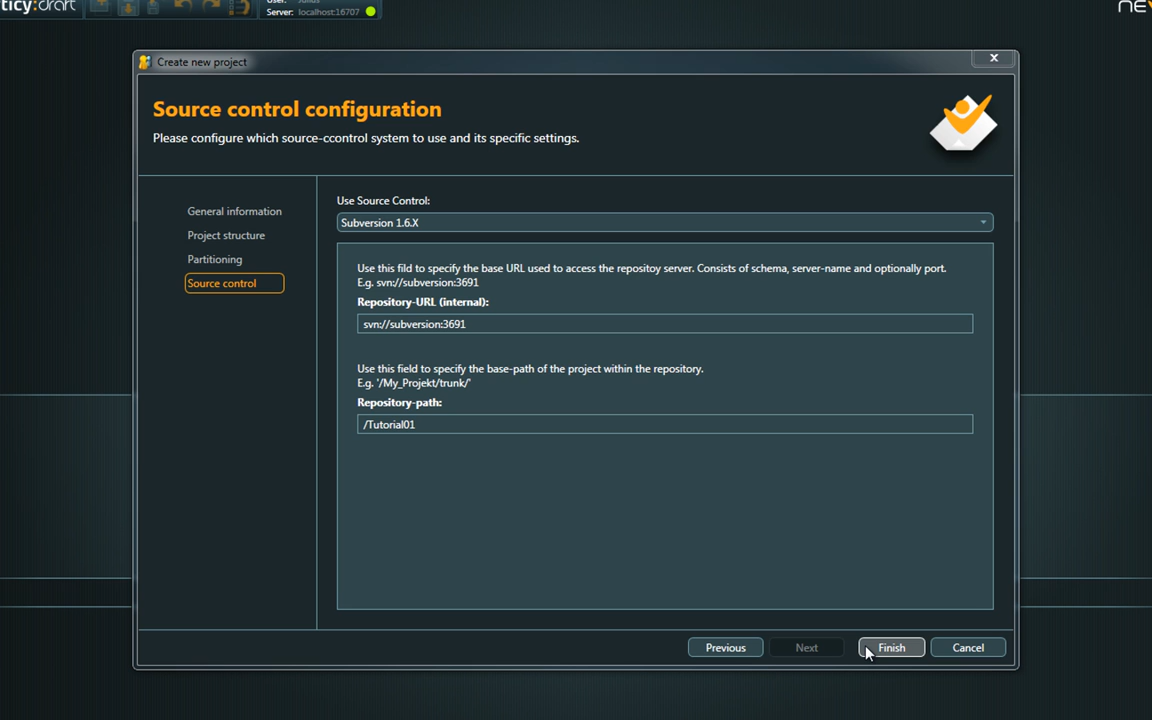 ticy:draft
User:
Server: localhost:16707
Create new project
Source control configuration
Please configure which source-ccontrol system to use and its specific settings.
General information
Project structure
Partitioning
Source control
Use Source Control:
Subversion 1.6.X
Use this fild to specify the base URL used to access the repositoy server. Consists of schema, server-name and optionally port.
E.g. svn://subversion:3691
Repository-URL (internal):
svn://subversion:3691
Use this field to specify the base-path of the project within the repository.
E.g. '/My_Projekt/trunk/'
Repository-path:
/Tutorial01
Previous Next Finish Cancel